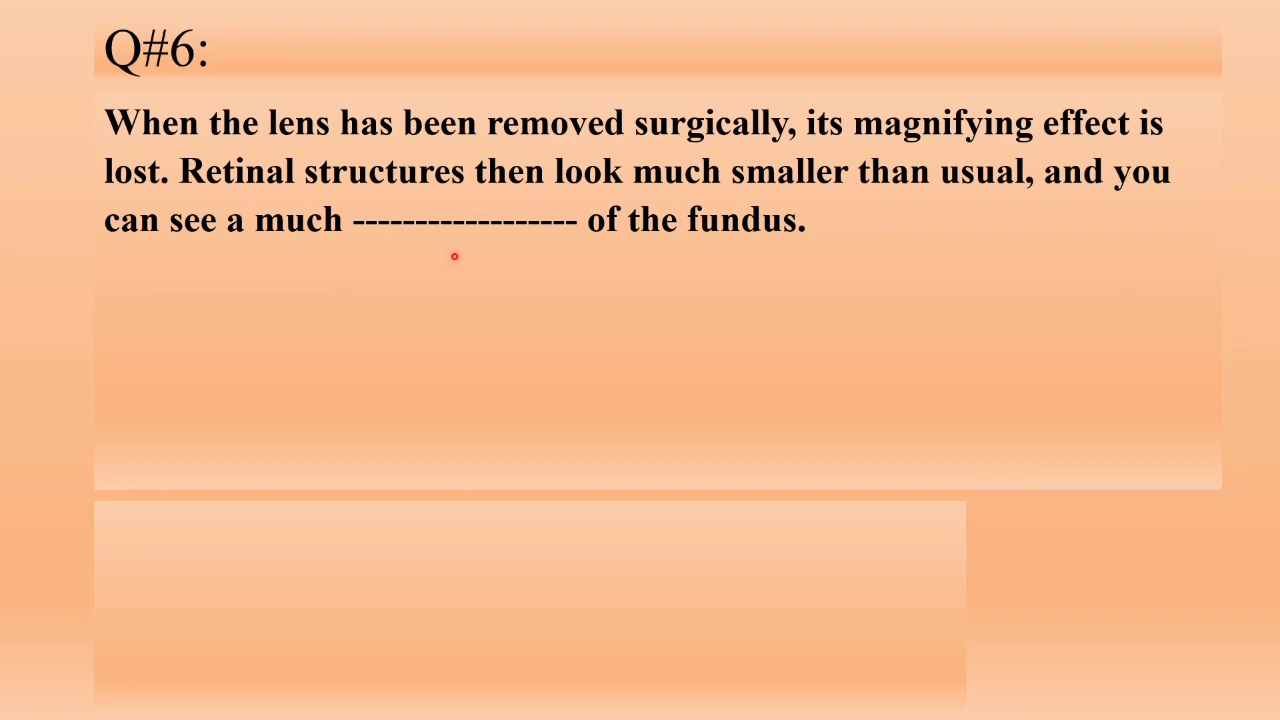 Q#6:
When the lens has been removed surgically, its magnifying effect is
lost. Retinal structures then look much smaller than usual, and you
can see a much ------------------ of the fundus.